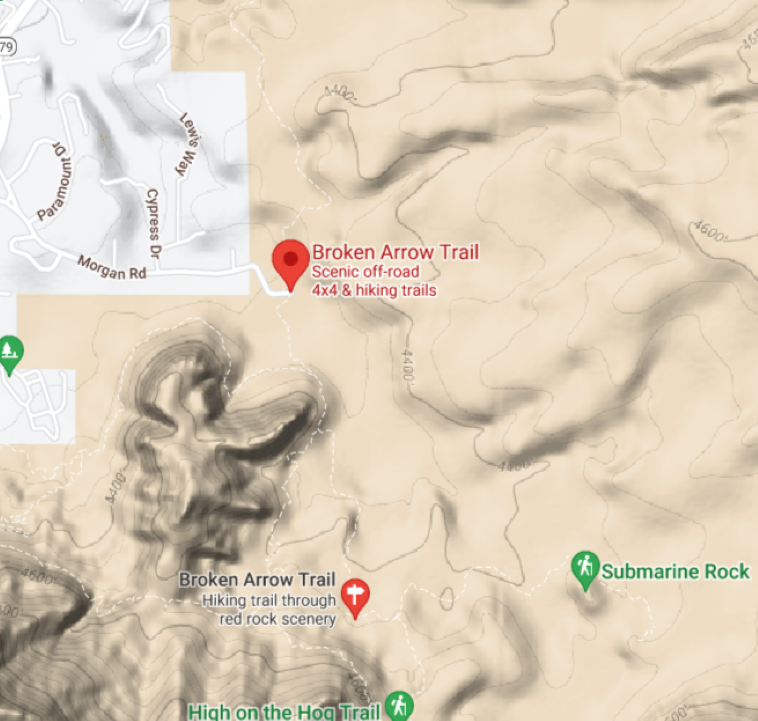 79
4400'
460
Lewis Way
Paramount Dr
Cypress Dr
4600'
Broken Arrow Trail
Scenic off-road
4x4 & hiking trails
Morgan Rd
4400'
4400'
4400'
4600'
Submarine Rock
Broken Arrow Trail
Hiking trail through
red rock scenery
High on the Hog Trail